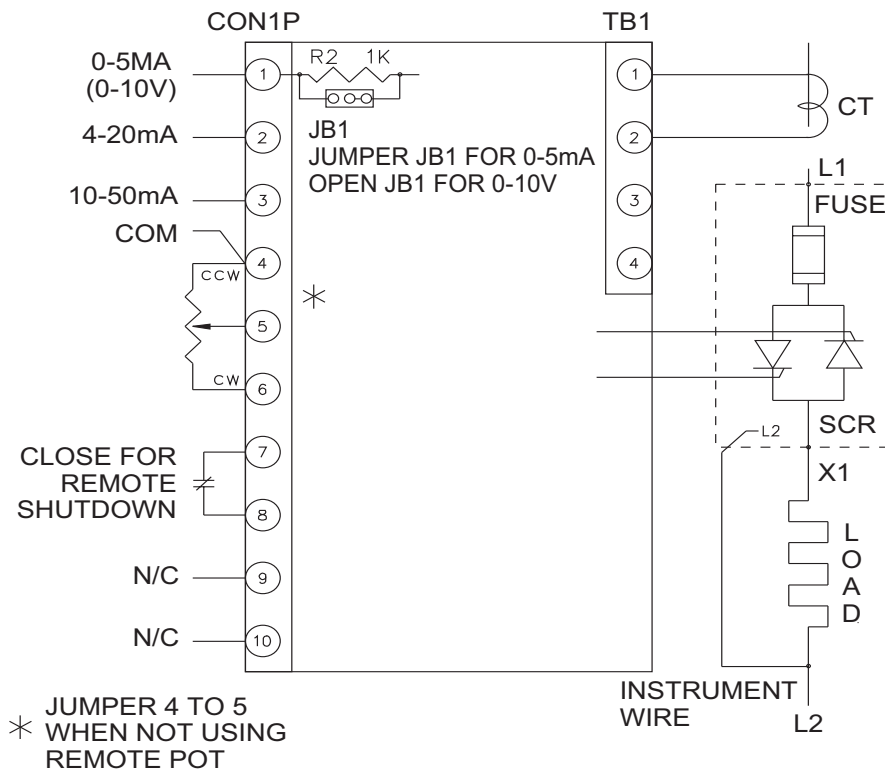 CON1P
TB1
0-5MA
(0-10V)
1
R2 1K
1
CT
4-20mA
2
JB1
JUMPER JB1 FOR 0-5mA
OPEN JB1 FOR 0-10V
2
10-50mA
3
3
L1
FUSE
COM
4
CCW
4
5
CW
6
SCR
L2
X1
CLOSE FOR
REMOTE
SHUTDOWN
7
8
LOAD
N/C
9
N/C
10
INSTRUMENT
WIRE
L2
JUMPER 4 TO 5
WHEN NOT USING
REMOTE POT